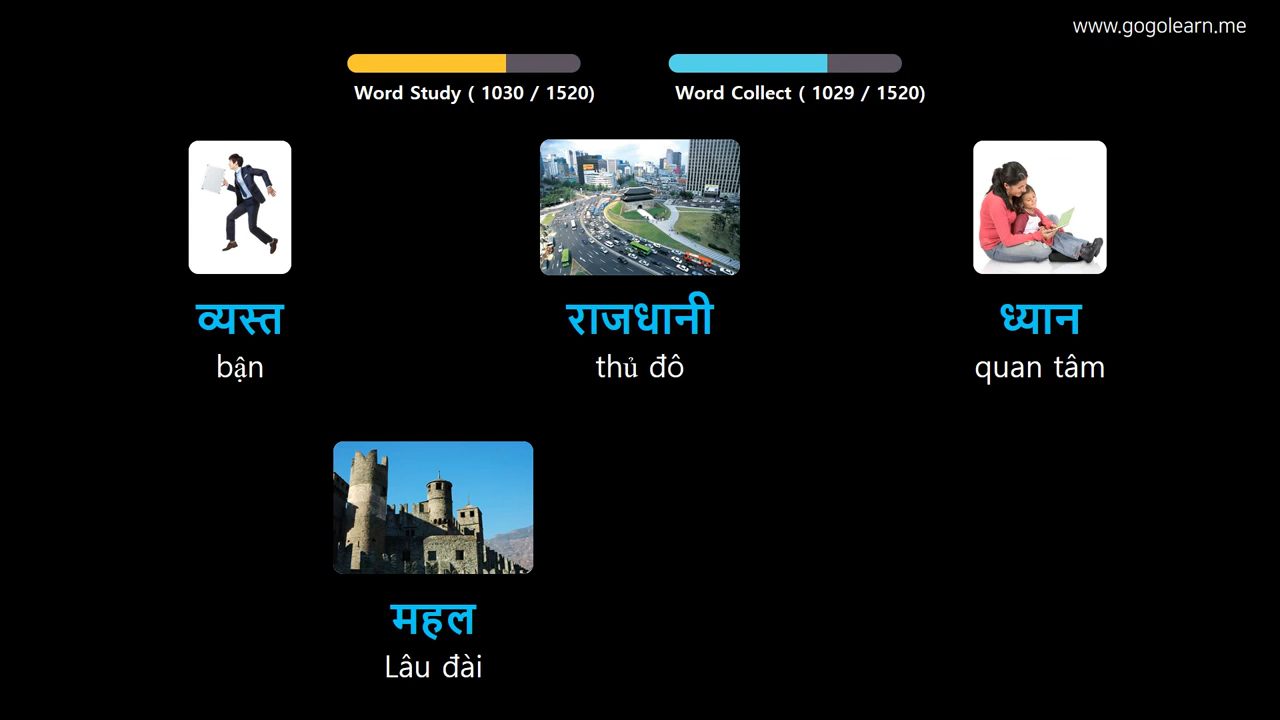 www.gogolearn.me
Word Study ( 1030 / 1520)
Word Collect ( 1029 / 1520)
व्यस्त
bận
राजधानी
thủ đô
ध्यान
quan tâm
महल
Lâu đài